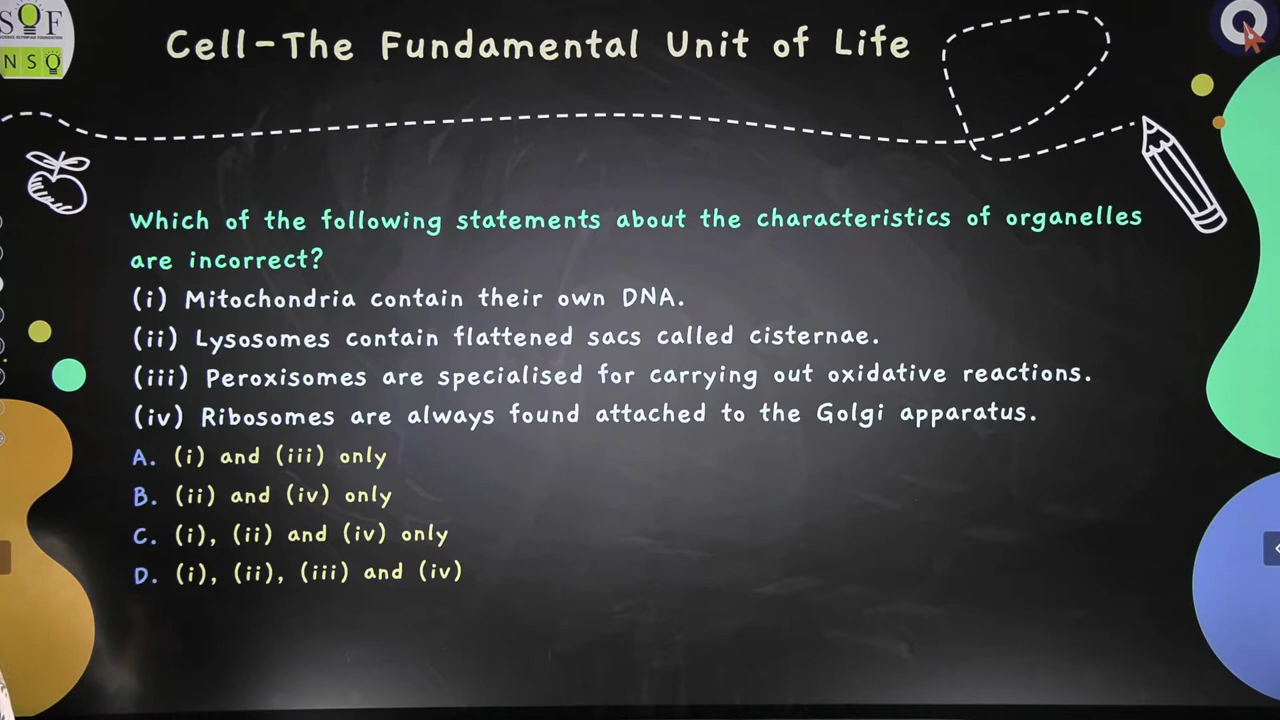 SOF
SCIENCE OLYMPIAD FOUNDATION
NSO
Cell-The Fundamental Unit of Life
Which of the following statements about the characteristics of organelles
are incorrect?
(i) Mitochondria contain their own DNA.
(ii) Lysosomes contain flattened sacs called cisternae.
(iii) Peroxisomes are specialised for carrying out oxidative reactions.
(iv) Ribosomes are always found attached to the Golgi apparatus.
A. (i) and (iii) only
B. (ii) and (iv) only
C. (i), (ii) and (iv) only
D. (i), (ii), (iii) and (iv)